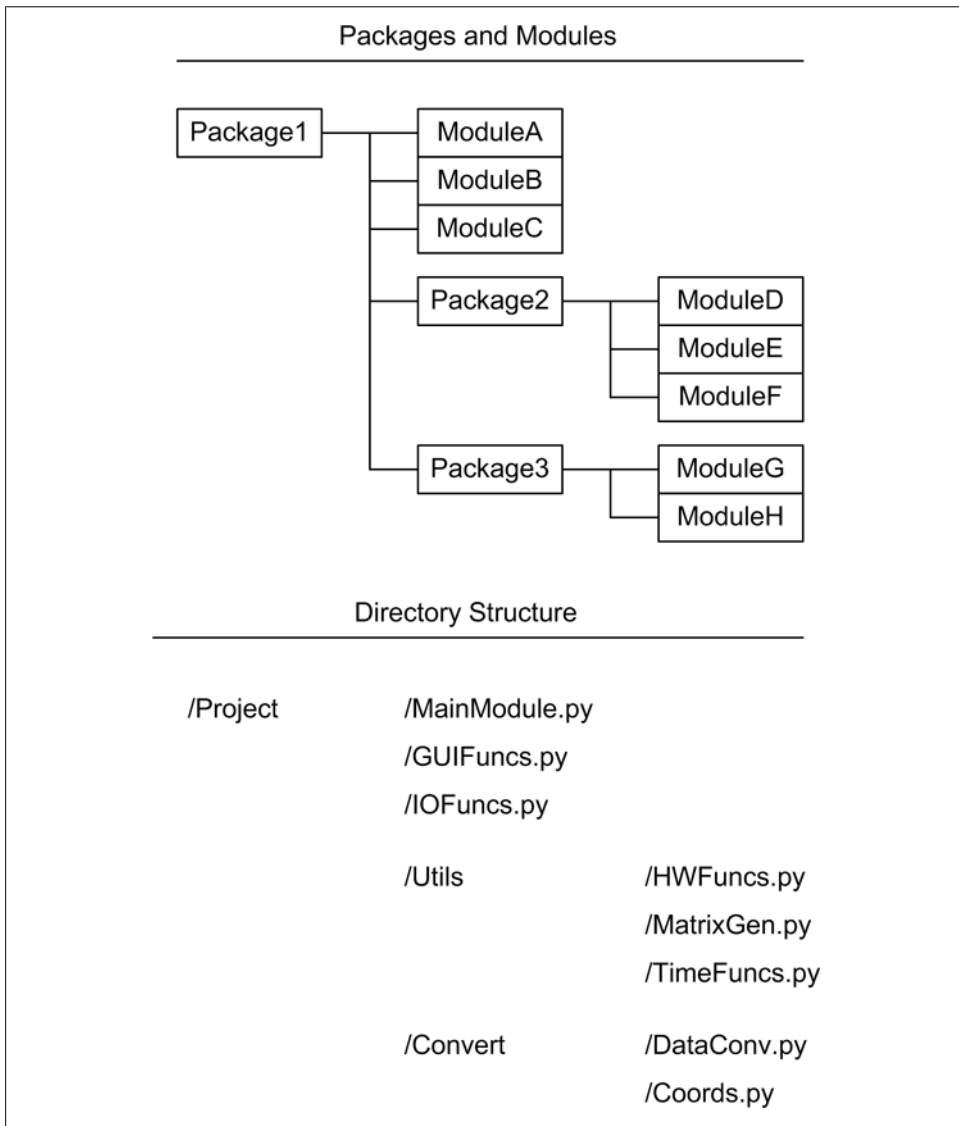 Packages and Modules
Package1
ModuleA
ModuleB
ModuleC
Package2
ModuleD
ModuleE
ModuleF
Package3
ModuleG
ModuleH
Directory Structure
/Project /MainModule.py
/GUIFuncs.py
/IOFuncs.py
/Utils /HWFuncs.py
/MatrixGen.py
/TimeFuncs.py
/Convert /DataConv.py
/Coords.py